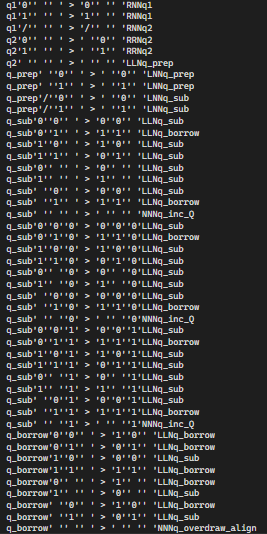 q1'0'' '' ' > '0'' '' 'RNNq1
q1'1'' '' ' > '1'' '' 'RNNq1
q1'/'' '' ' > '/'' '' 'RRNq2
q2'0'' '' ' > ' ''0'' 'RRNq2
q2'1'' '' ' > ' ''1'' 'RRNq2
q2' '' '' ' > ' '' '' 'LLNq_prep
q_prep' ''0'' ' > ' ''0'' 'LNNq_prep
q_prep' ''1'' ' > ' ''1'' 'LNNq_prep
q_prep'/''0'' ' > ' ''0'' 'LNNq_sub
q_prep'/''1'' ' > ' ''1'' 'LNNq_sub
q_sub'0''0'' ' > '0''0'' 'LLNq_sub
q_sub'0''1'' ' > '1''1'' 'LLNq_borrow
q_sub'1''0'' ' > '1''0'' 'LLNq_sub
q_sub'1''1'' ' > '0''1'' 'LLNq_sub
q_sub'0'' '' ' > '0'' '' 'LLNq_sub
q_sub'1'' '' ' > '1'' '' 'LLNq_sub
q_sub' ''0'' ' > '0''0'' 'LLNq_sub
q_sub' ''1'' ' > '1''1'' 'LLNq_borrow
q_sub' '' '' ' > ' '' '' 'NNNq_inc_Q
q_sub'0''0''0' > '0''0''0'LLNq_sub
q_sub'0''1''0' > '1''1''0'LLNq_borrow
q_sub'1''0''0' > '1''0''0'LLNq_sub
q_sub'1''1''0' > '0''1''0'LLNq_sub
q_sub'0'' ''0' > '0'' ''0'LLNq_sub
q_sub'1'' ''0' > '1'' ''0'LLNq_sub
q_sub' ''0''0' > '0''0''0'LLNq_sub
q_sub' ''1''0' > '1''1''0'LLNq_borrow
q_sub' '' ''0' > ' '' ''0'NNNq_inc_Q
q_sub'0''0''1' > '0''0''1'LLNq_sub
q_sub'0''1''1' > '1''1''1'LLNq_borrow
q_sub'1''0''1' > '1''0''1'LLNq_sub
q_sub'1''1''1' > '0''1''1'LLNq_sub
q_sub'0'' ''1' > '0'' ''1'LLNq_sub
q_sub'1'' ''1' > '1'' ''1'LLNq_sub
q_sub' ''0''1' > '0''0''1'LLNq_sub
q_sub' ''1''1' > '1''1''1'LLNq_borrow
q_sub' '' ''1' > ' '' ''1'NNNq_inc_Q
q_borrow'0''0'' ' > '1''0'' 'LLNq_borrow
q_borrow'0''1'' ' > '0''1'' 'LLNq_borrow
q_borrow'1''0'' ' > '0''0'' 'LLNq_sub
q_borrow'1''1'' ' > '1''1'' 'LLNq_borrow
q_borrow'0'' '' ' > '1'' '' 'LLNq_borrow
q_borrow'1'' '' ' > '0'' '' 'LLNq_sub
q_borrow' ''0'' ' > '1''0'' 'LLNq_borrow
q_borrow' ''1'' ' > '0''1'' 'LLNq_sub
q_borrow' '' '' ' > ' '' '' 'NNNq_overdraw_align